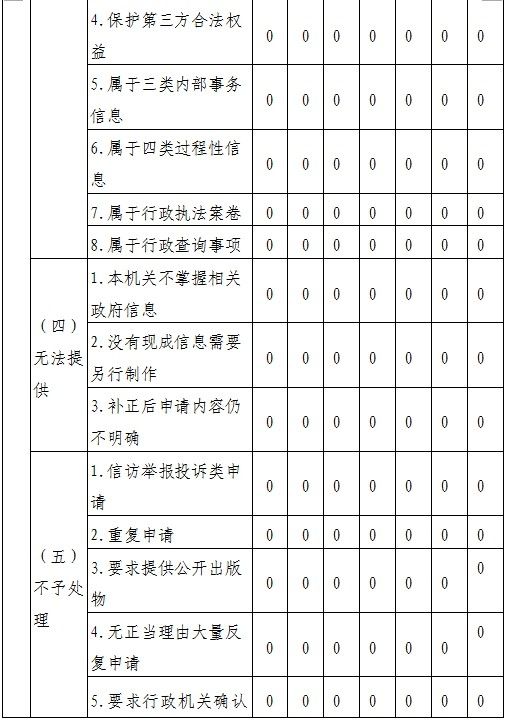 4.保护第三方合法权
益
0 0 0 0 0 0 0
5.属于三类内部事务
信息
0 0 0 0 0 0 0
6.属于四类过程性信
息
0 0 0 0 0 0 0
7.属于行政执法案卷 0 0 0 0 0 0 0
8.属于行政查询事项 0 0 0 0 0 0 0
（四）
无法提
供
1.本机关不掌握相关
政府信息
0 0 0 0 0 0 0
2.没有现成信息需要
另行制作
0 0 0 0 0 0 0
3.补正后申请内容仍
不明确
0 0 0 0 0 0 0
（五）
不予处
理
1.信访举报投诉类申
请
0 0 0 0 0 0 0
2.重复申请 0 0 0 0 0 0 0
3.要求提供公开出版
物
0 0 0 0 0 0 0
4.无正当理由大量反
复申请
0 0 0 0 0 0 0
5.要求行政机关确认 0 0 0 0 0 0 0